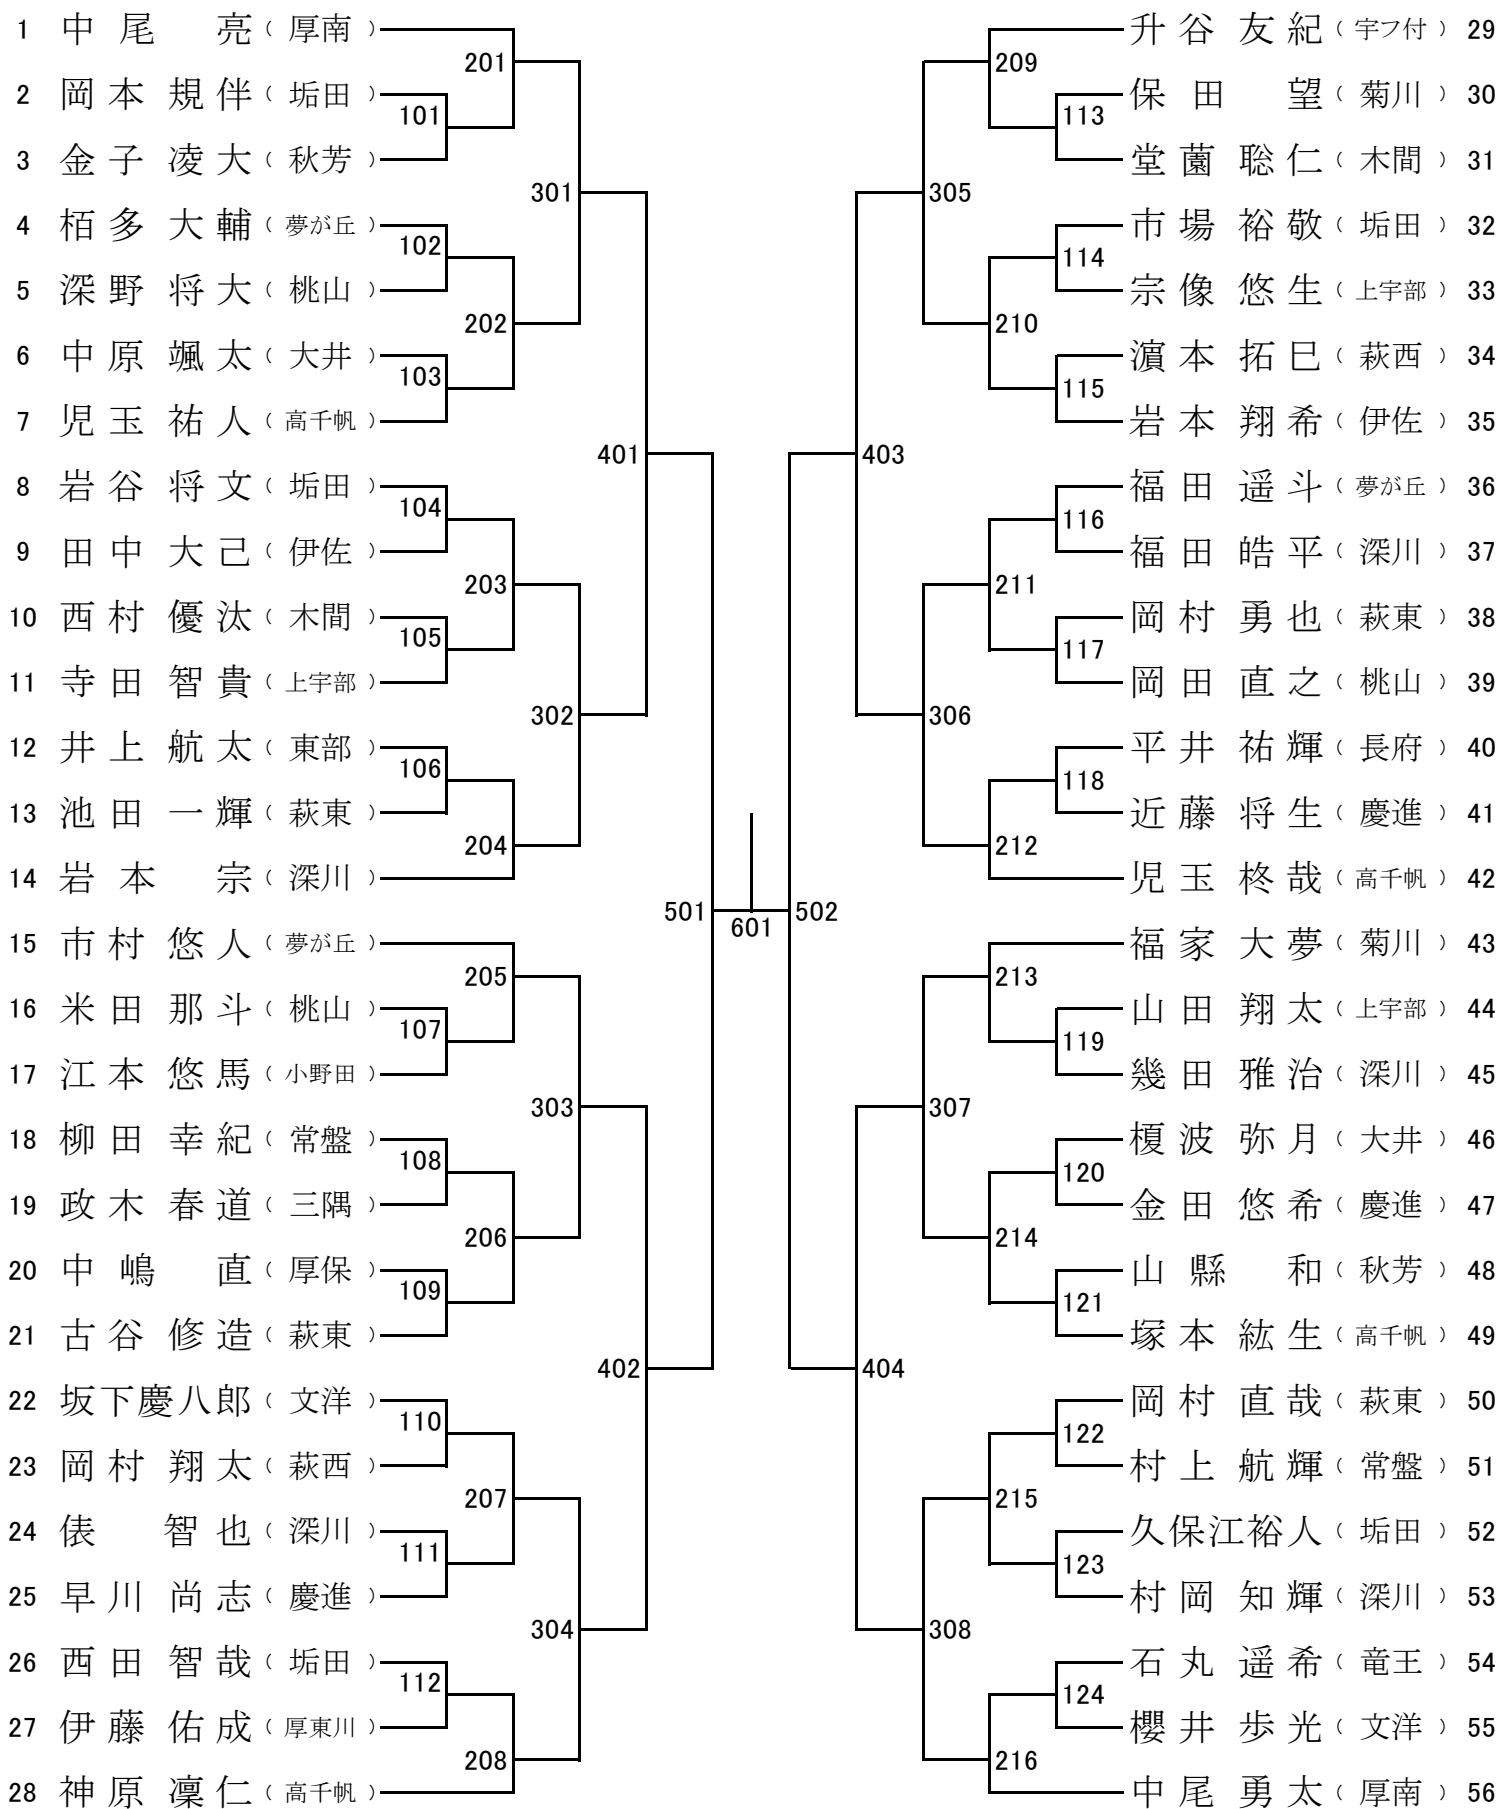 1 中尾 亮（厚南）
201
2 岡本規伴（垢田）
101
3 金子凌大（秋芳）
301
4 栢多大輔（夢が丘）
102
5 深野将大（桃山）
202
6 中原颯太（大井）
103
7 児玉祐人（高千帆）
401
8 岩谷将文（垢田）
104
9 田中大己（伊佐）
203
10 西村優汰（木間）
105
11 寺田智貴（上宇部）
302
12 井上航太（東部）
106
13 池田一輝（萩東）
204
14 岩本 宗（深川）
501
15 市村悠人（夢が丘）
205
16 米田那斗（桃山）
107
17 江本悠馬（小野田）
303
18 柳田幸紀（常盤）
108
19 政木春道（三隅）
206
20 中嶋 直（厚保）
109
21 古谷修造（萩東）
402
22 坂下慶八郎（文洋）
110
23 岡村翔太（萩西）
207
24 俵 智也（深川）
111
25 早川尚志（慶進）
304
26 西田智哉（垢田）
112
27 伊藤佑成（厚東川）
208
28 神原凜仁（高千帆）
601
升谷友紀（宇フ付）29
209
保田 望（菊川）30
113
堂薗聡仁（木間）31
305
市場裕敬（垢田）32
114
宗像悠生（上宇部）33
210
濵本拓巳（萩西）34
115
岩本翔希（伊佐）35
403
福田遥斗（夢が丘）36
116
福田皓平（深川）37
211
岡村勇也（萩東）38
117
岡田直之（桃山）39
306
平井祐輝（長府）40
118
近藤将生（慶進）41
212
児玉柊哉（高千帆）42
502
福家大夢（菊川）43
213
山田翔太（上宇部）44
119
幾田雅治（深川）45
307
榎波弥月（大井）46
120
金田悠希（慶進）47
214
山縣 和（秋芳）48
121
塚本紘生（高千帆）49
404
岡村直哉（萩東）50
122
村上航輝（常盤）51
215
久保江裕人（垢田）52
123
村岡知輝（深川）53
308
石丸遥希（竜王）54
124
櫻井歩光（文洋）55
216
中尾勇太（厚南）56